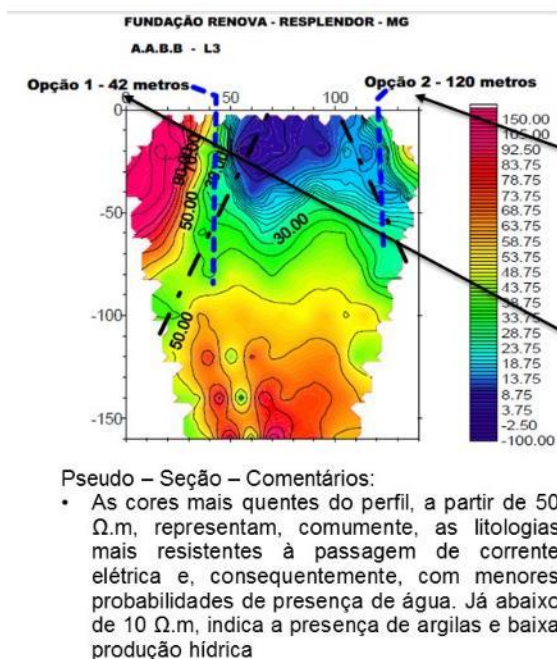 FUNDAÇÃO RENOVA - RESPLENDOR - MG
A.A.B.B - L3
Opção 1 - 42 metros
Opção 2 - 120 metros
0
50
100
0
-50
-100
-150
50.00
30.00
50.00
150.00
105.00
92.50
83.75
78.75
73.75
68.75
63.75
58.75
53.75
48.75
43.75
38.75
33.75
28.75
23.75
18.75
13.75
8.75
3.75
-2.50
-100.00
Pseudo – Seção – Comentários:
• As cores mais quentes do perfil, a partir de 50
Ω.m, representam, comumente, as litologias
mais resistentes à passagem de corrente
elétrica e, consequentemente, com menores
probabilidades de presença de água. Já abaixo
de 10 Ω.m, indica a presença de argilas e baixa
produção hídrica